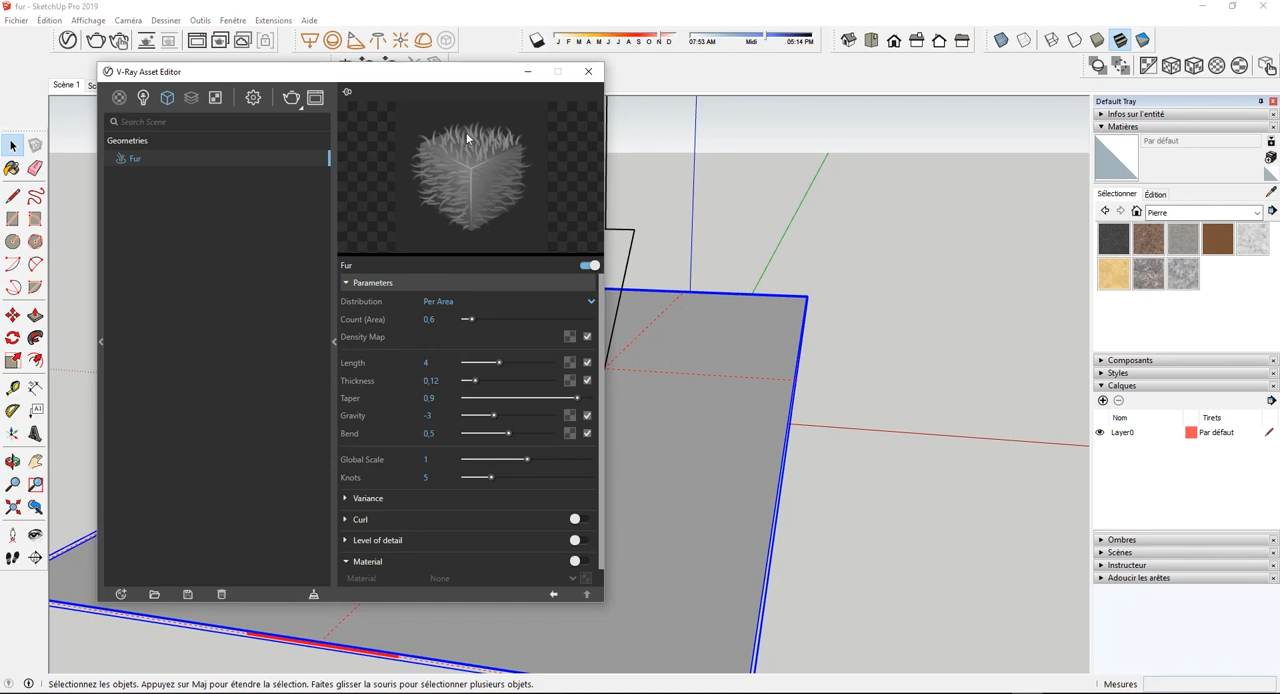 fur - SketchUp Pro 2019
Fichier Édition Affichage Caméra Dessiner Outils Fenêtre Extensions Aide
J F M A M J J A S O N D 07:53 AM Midi 05:14 PM
Scène 1 Sc
V-Ray Asset Editor
Search Scene
Geometries
Fur
Fur
Parameters
Distribution Per Area
Count (Area) 0,6
Density Map
Length 4
Thickness 0,12
Taper 0,9
Gravity -3
Bend 0,5
Global Scale 1
Knots 5
Variance
Curl
Level of detail
Material
Material None
Default Tray
Infos sur l'entité
Matières
Par défaut
Sélectionner Édition
Pierre
Composants
Styles
Calques
Nom Tirets
Layer0 Par défaut
Ombres
Scènes
Instructeur
Adoucir les arêtes
Sélectionnez les objets. Appuyez sur Maj pour étendre la sélection. Faites glisser la souris pour sélectionner plusieurs objets.
Mesures